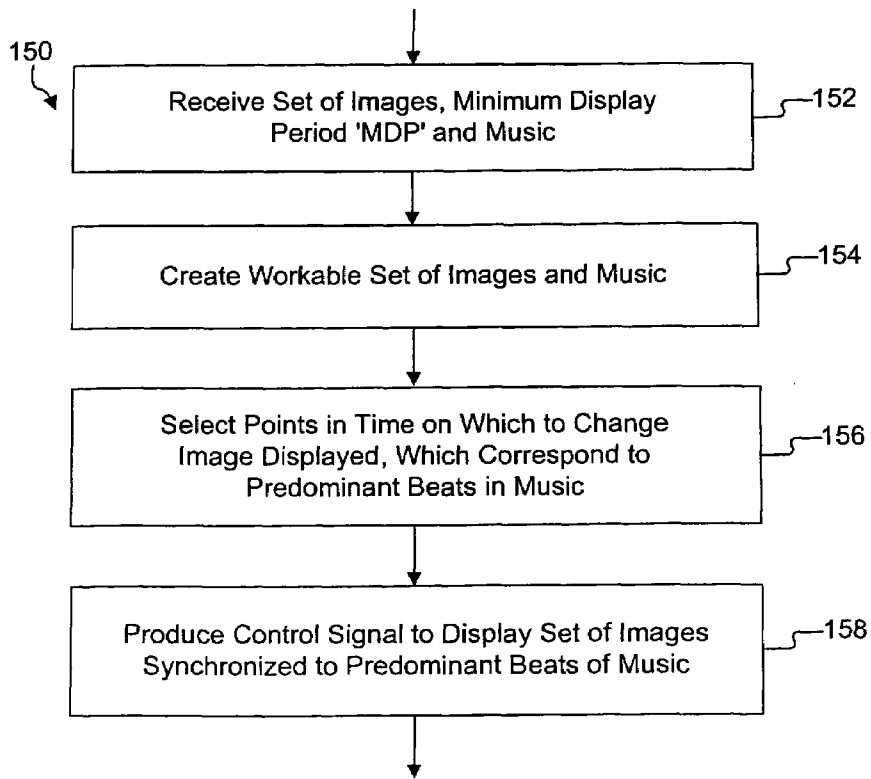 150
Receive Set of Images, Minimum Display
Period 'MDP' and Music
152
Create Workable Set of Images and Music
154
Select Points in Time on Which to Change
Image Displayed, Which Correspond to
Predominant Beats in Music
156
Produce Control Signal to Display Set of Images
Synchronized to Predominant Beats of Music
158